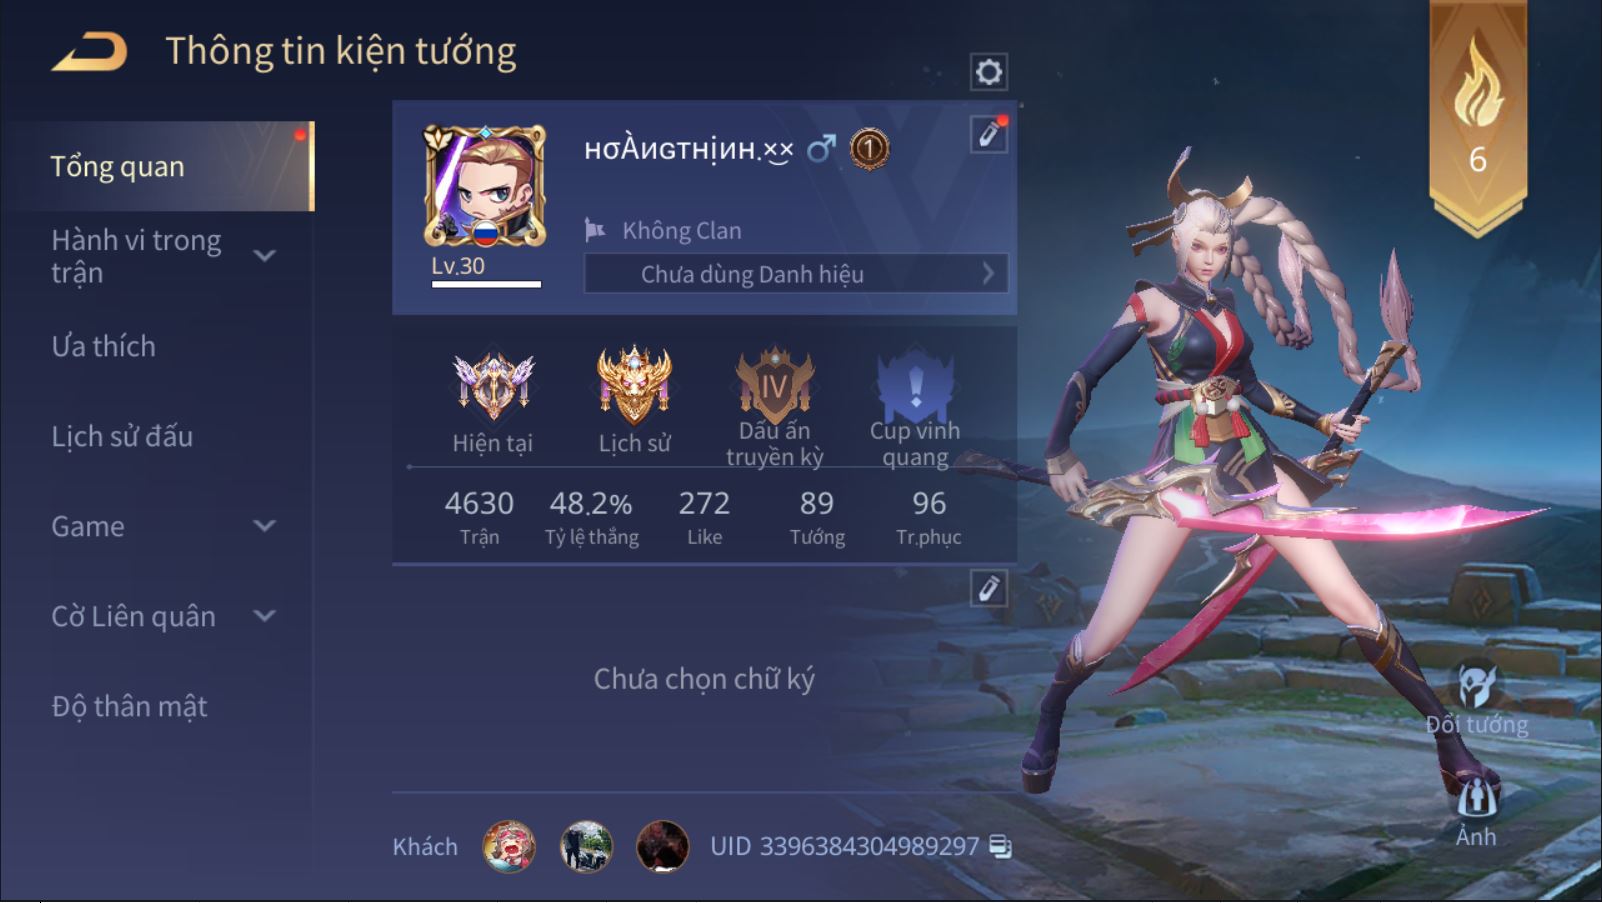 Thông tin kiện tướng
6
Tổng quan
Hành vi trong
trận
Ưa thích
Lịch sử đấu
Game
Cờ Liên quân
Độ thân mật
нσÀиɢтнịин.×͜×
1
Lv.30
Không Clan
Chưa dùng Danh hiệu
IV
Hiện tại
Lịch sử
Dấu ấn
truyền kỳ
Cup vinh
quang
4630
48.2%
272
89
96
Trận
Tỷ lệ thắng
Like
Tướng
Tr.phục
Chưa chọn chữ ký
Đổi tướng
Ảnh
Khách
UID 3396384304989297